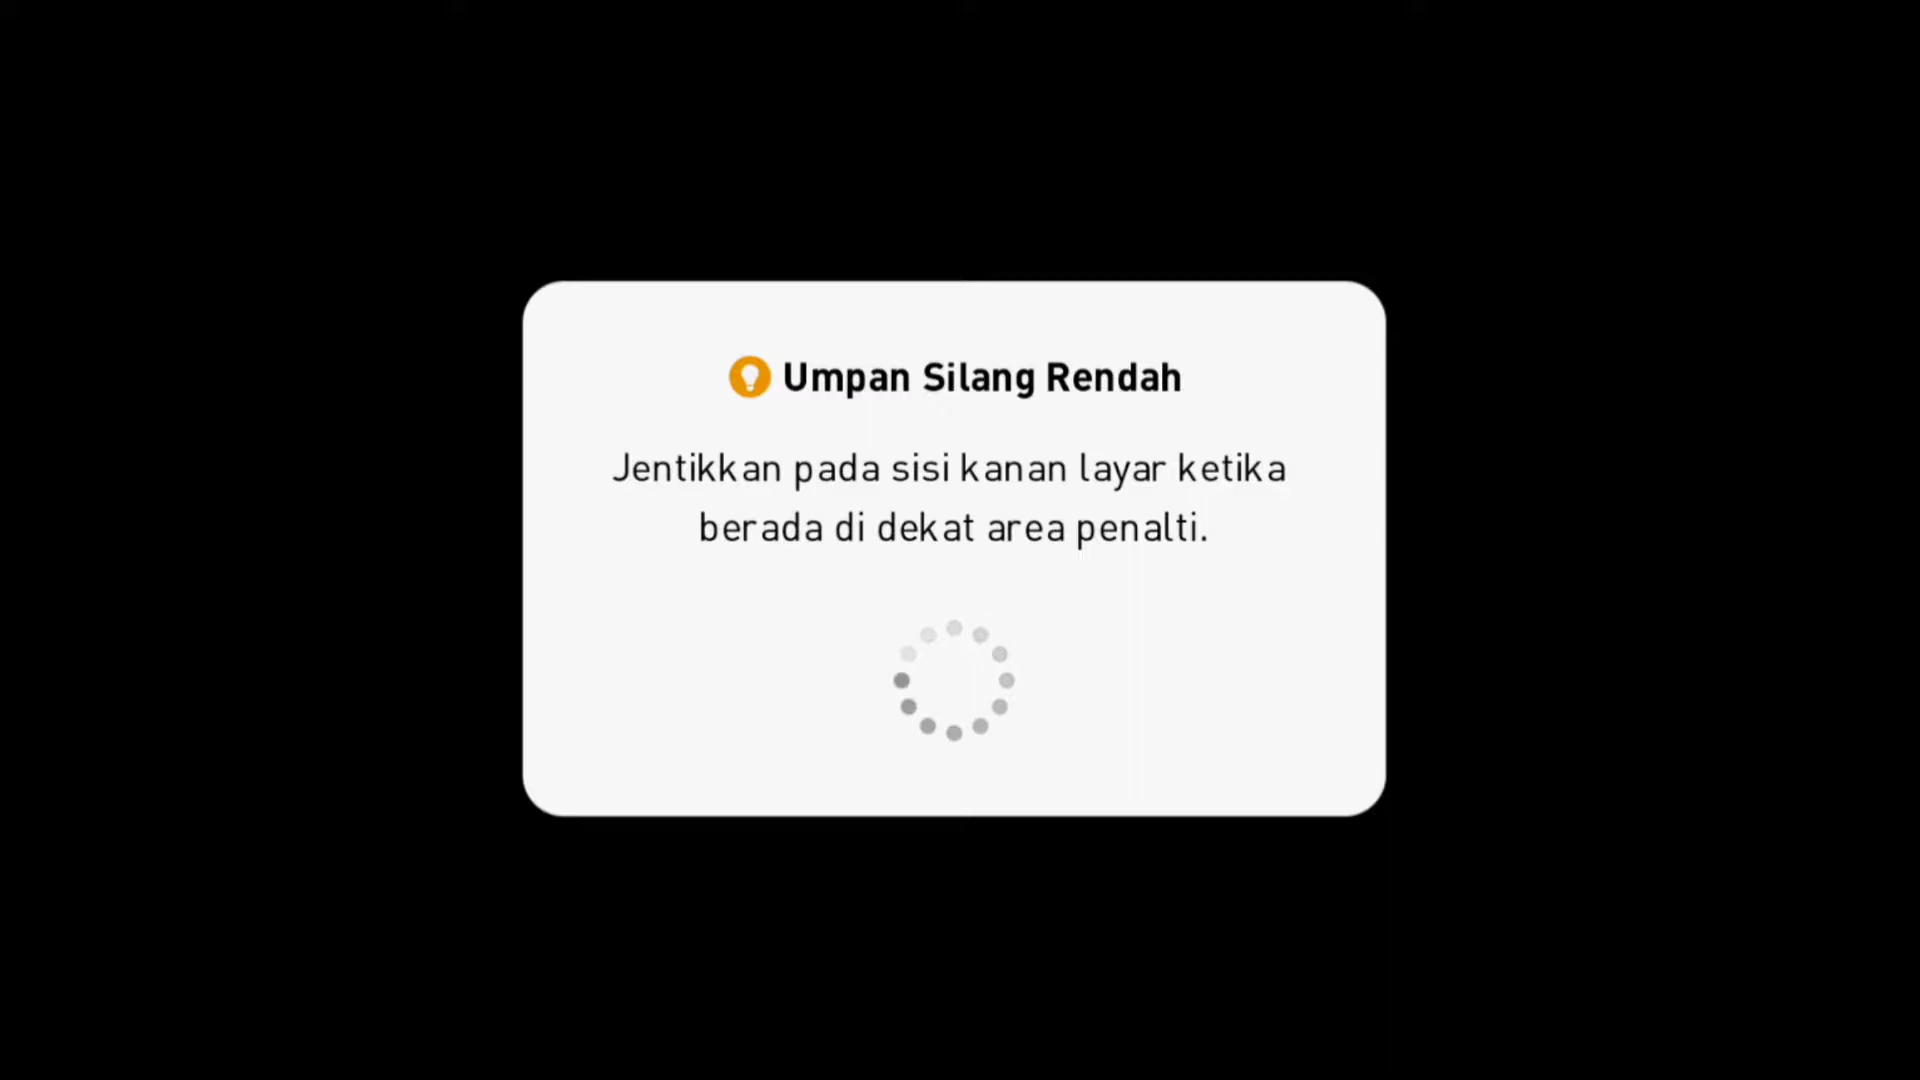 Umpan Silang Rendah
Jentikkan pada sisi kanan layar ketika
berada di dekat area penalti.